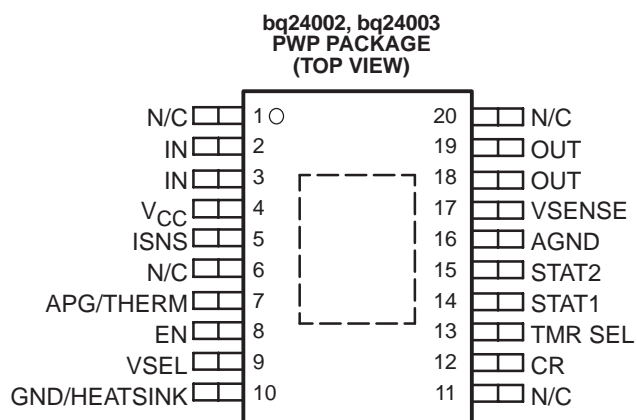 bq24002, bq24003
PWP PACKAGE
(TOP VIEW)
N/C 1 20 N/C
IN 2 19 OUT
IN 3 18 OUT
VCC 4 17 VSENSE
ISNS 5 16 AGND
N/C 6 15 STAT2
APG/THERM 7 14 STAT1
EN 8 13 TMR SEL
VSEL 9 12 CR
GND/HEATSINK 10 11 N/C